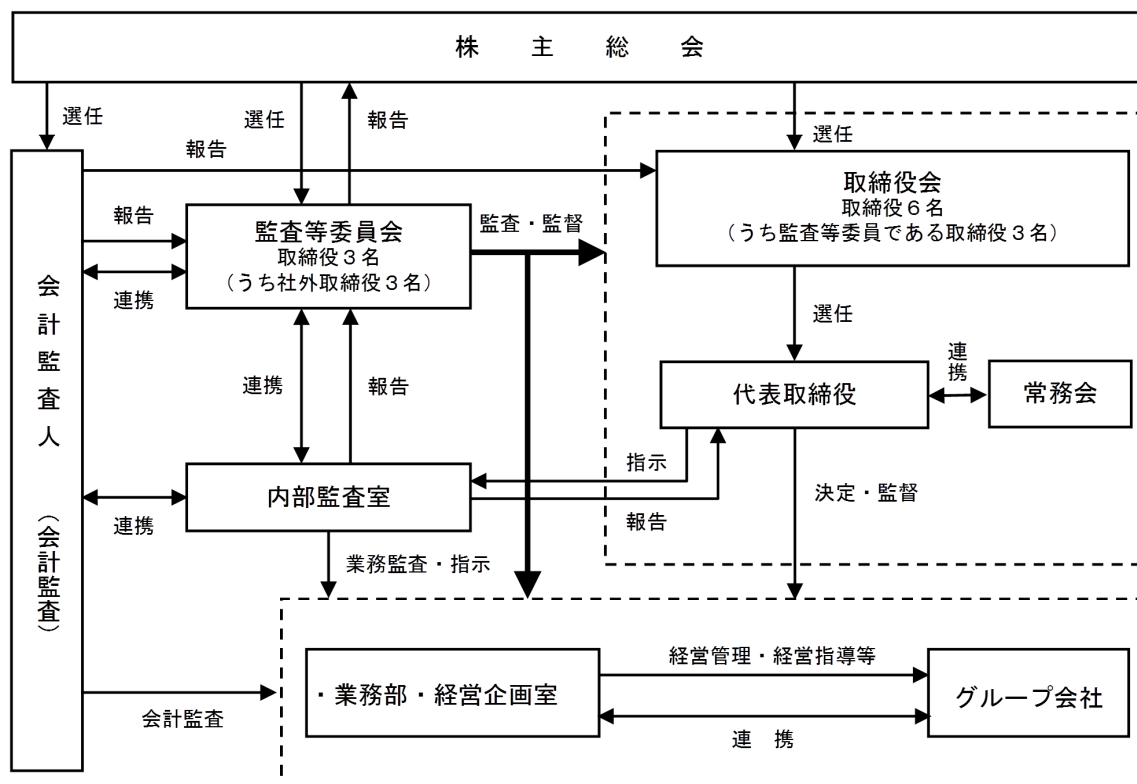 株主総会
選任
選任
報告
選任
報告
取締役会
取締役６名
（うち監査等委員である取締役３名）
報告
監査等委員会
取締役３名
（うち社外取締役３名）
監査・監督
連携
選任
会計監査人（会計監査）
連携
報告
代表取締役
連携
常務会
指示
内部監査室
決定・監督
連携
報告
業務監査・指示
・業務部・経営企画室
経営管理・経営指導等
グループ会社
会計監査
連 携